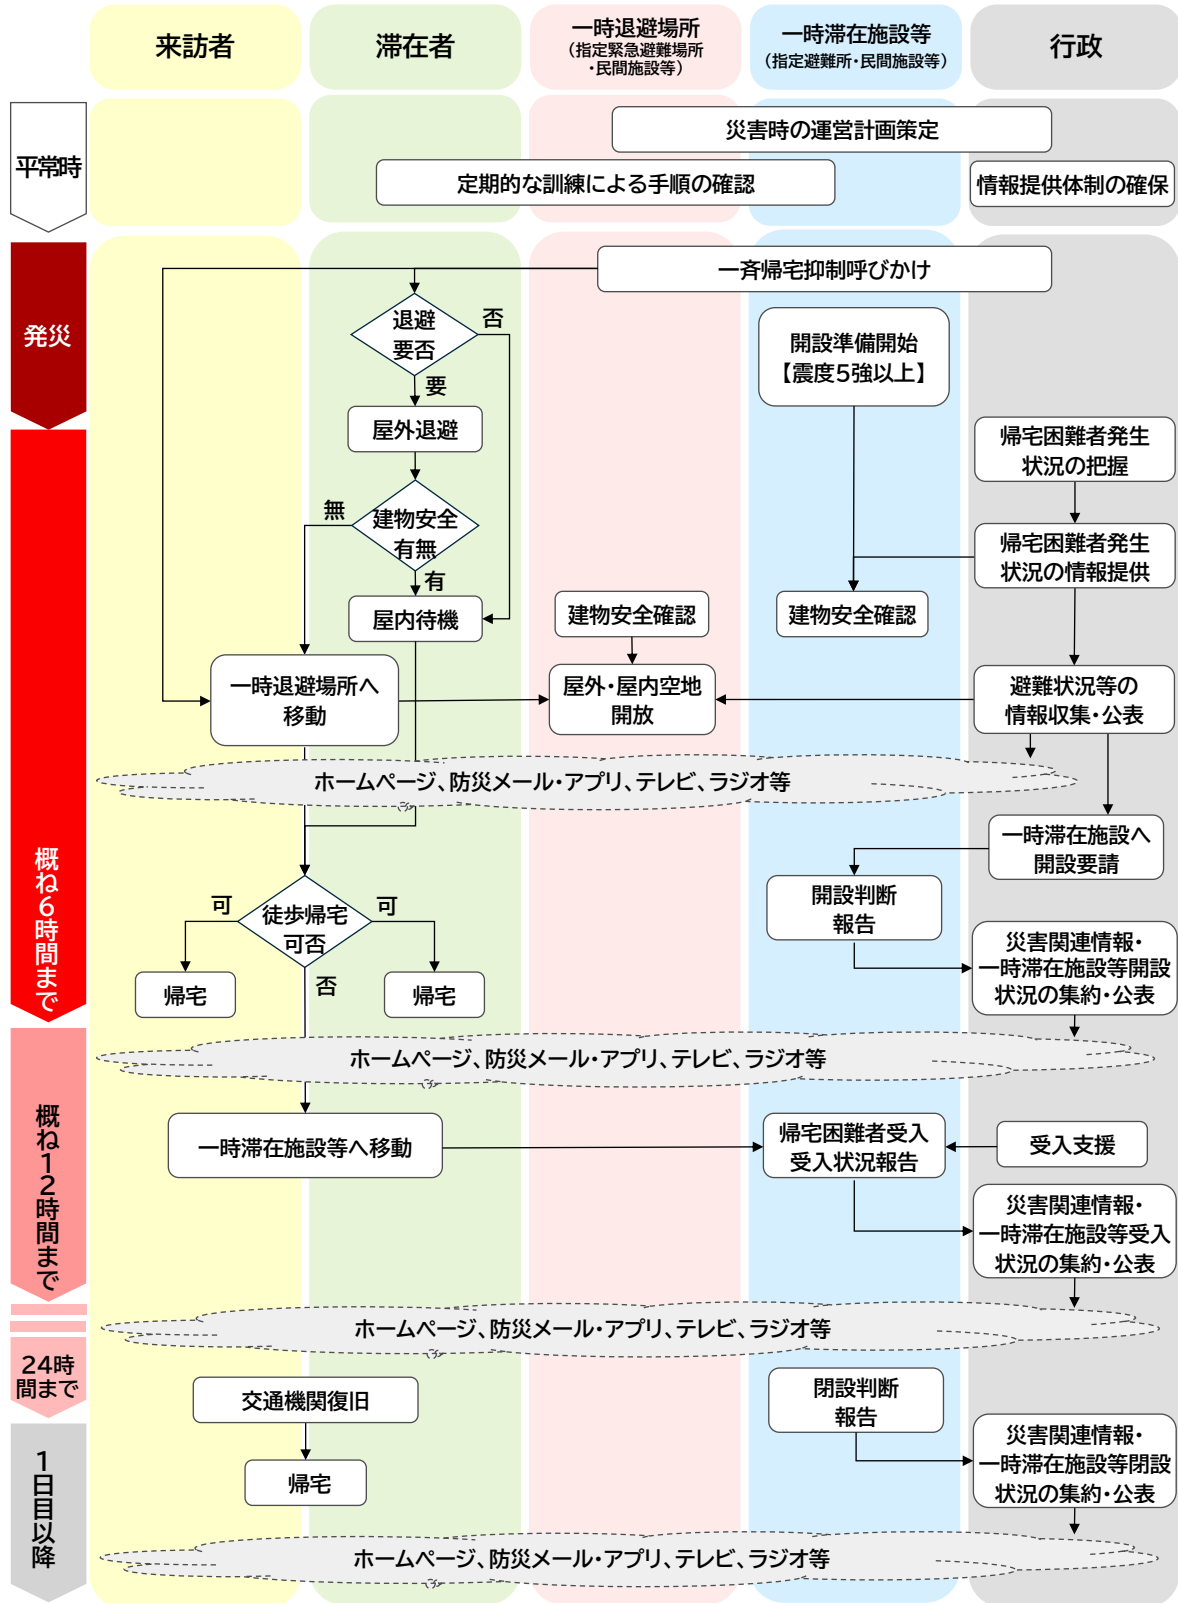 来訪者
滞在者
一時退避場所
（指定緊急避難場所
・民間施設等）
一時滞在施設等
（指定避難所・民間施設等）
行政
平常時
災害時の運営計画策定
定期的な訓練による手順の確認
情報提供体制の確保
発災
一斉帰宅抑制呼びかけ
退避
要否
否
要
開設準備開始
【震度5強以上】
屋外退避
帰宅困難者発生
状況の把握
無
建物安全
有無
有
帰宅困難者発生
状況の情報提供
屋内待機
建物安全確認
建物安全確認
一時退避場所へ
移動
屋外・屋内空地
開放
避難状況等の
情報収集・公表
ホームページ、防災メール・アプリ、テレビ、ラジオ等
概ね6時間まで
一時滞在施設へ
開設要請
可
徒歩帰宅
可否
可
否
開設判断
報告
帰宅
帰宅
災害関連情報・
一時滞在施設等開設
状況の集約・公表
ホームページ、防災メール・アプリ、テレビ、ラジオ等
概ね12時間まで
一時滞在施設等へ移動
帰宅困難者受入
受入状況報告
受入支援
災害関連情報・
一時滞在施設等受入
状況の集約・公表
ホームページ、防災メール・アプリ、テレビ、ラジオ等
24時
間まで
交通機関復旧
閉設判断
報告
1日目以降
帰宅
災害関連情報・
一時滞在施設等閉設
状況の集約・公表
ホームページ、防災メール・アプリ、テレビ、ラジオ等